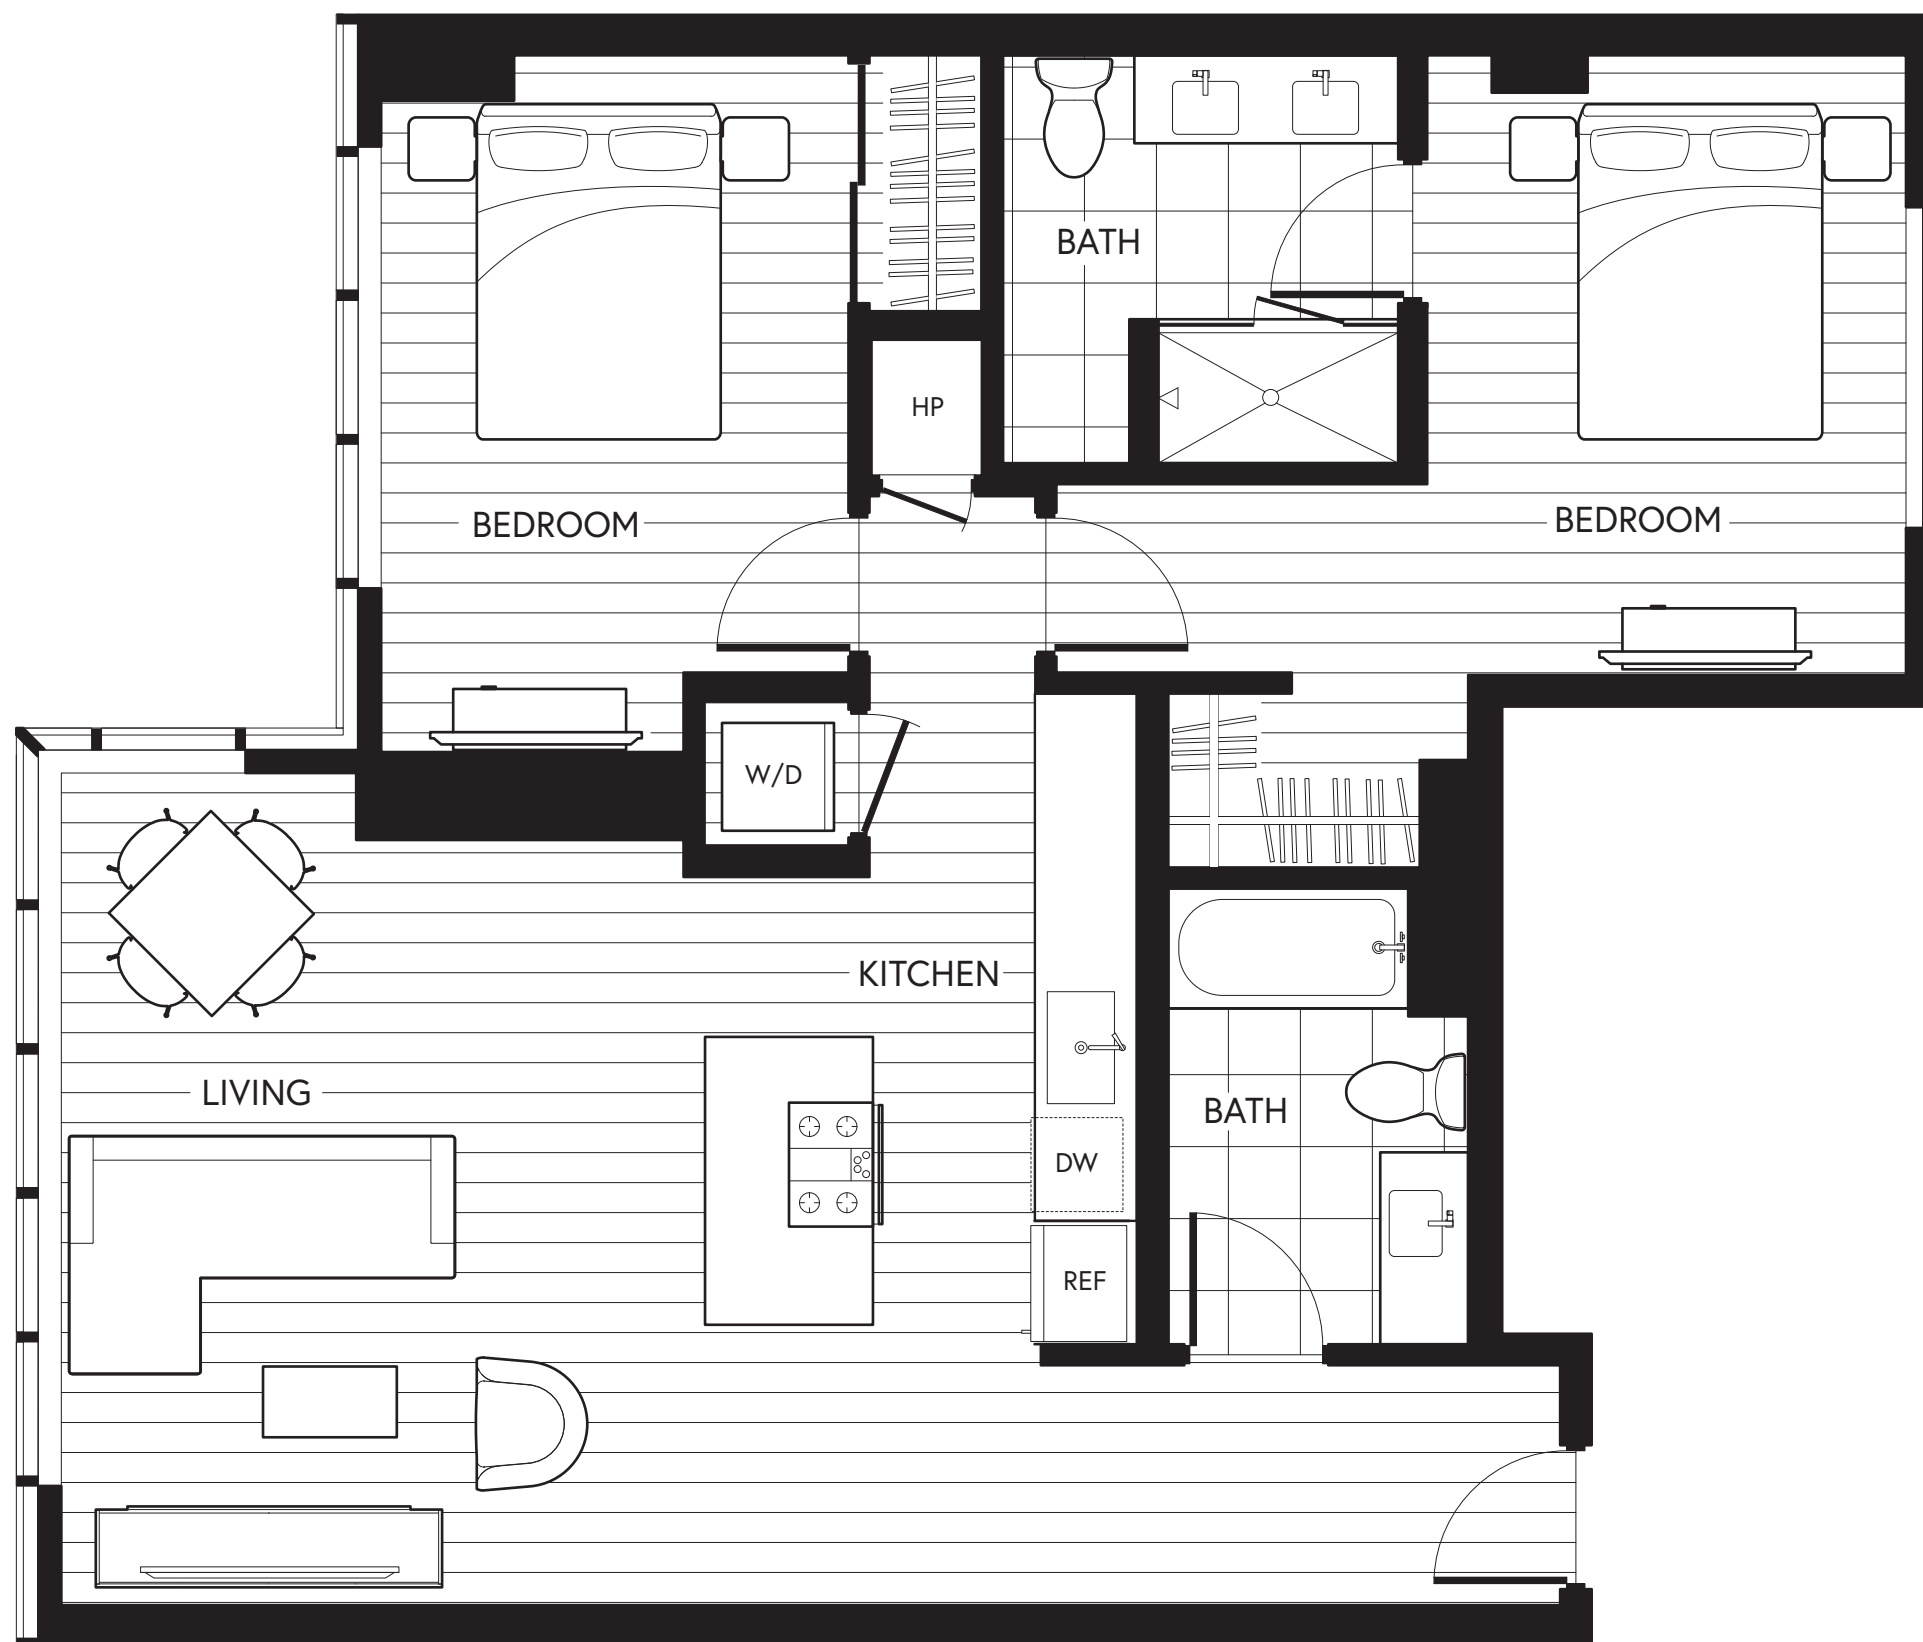 BATH
HP
BEDROOM
BEDROOM
W/D
KITCHEN
LIVING
BATH
DW
REF